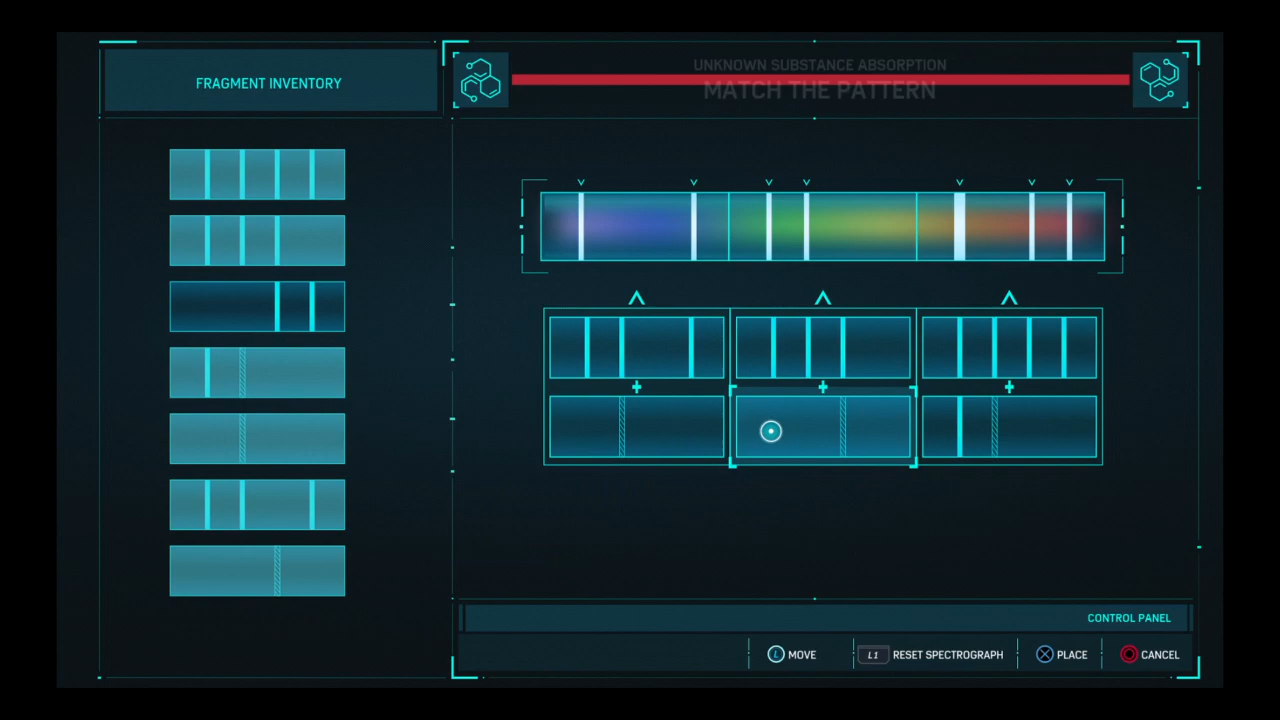 FRAGMENT INVENTORY
UNKNOWN SUBSTANCE ABSORPTION
MATCH THE PATTERN
CONTROL PANEL
L MOVE
L1 RESET SPECTROGRAPH
PLACE
CANCEL